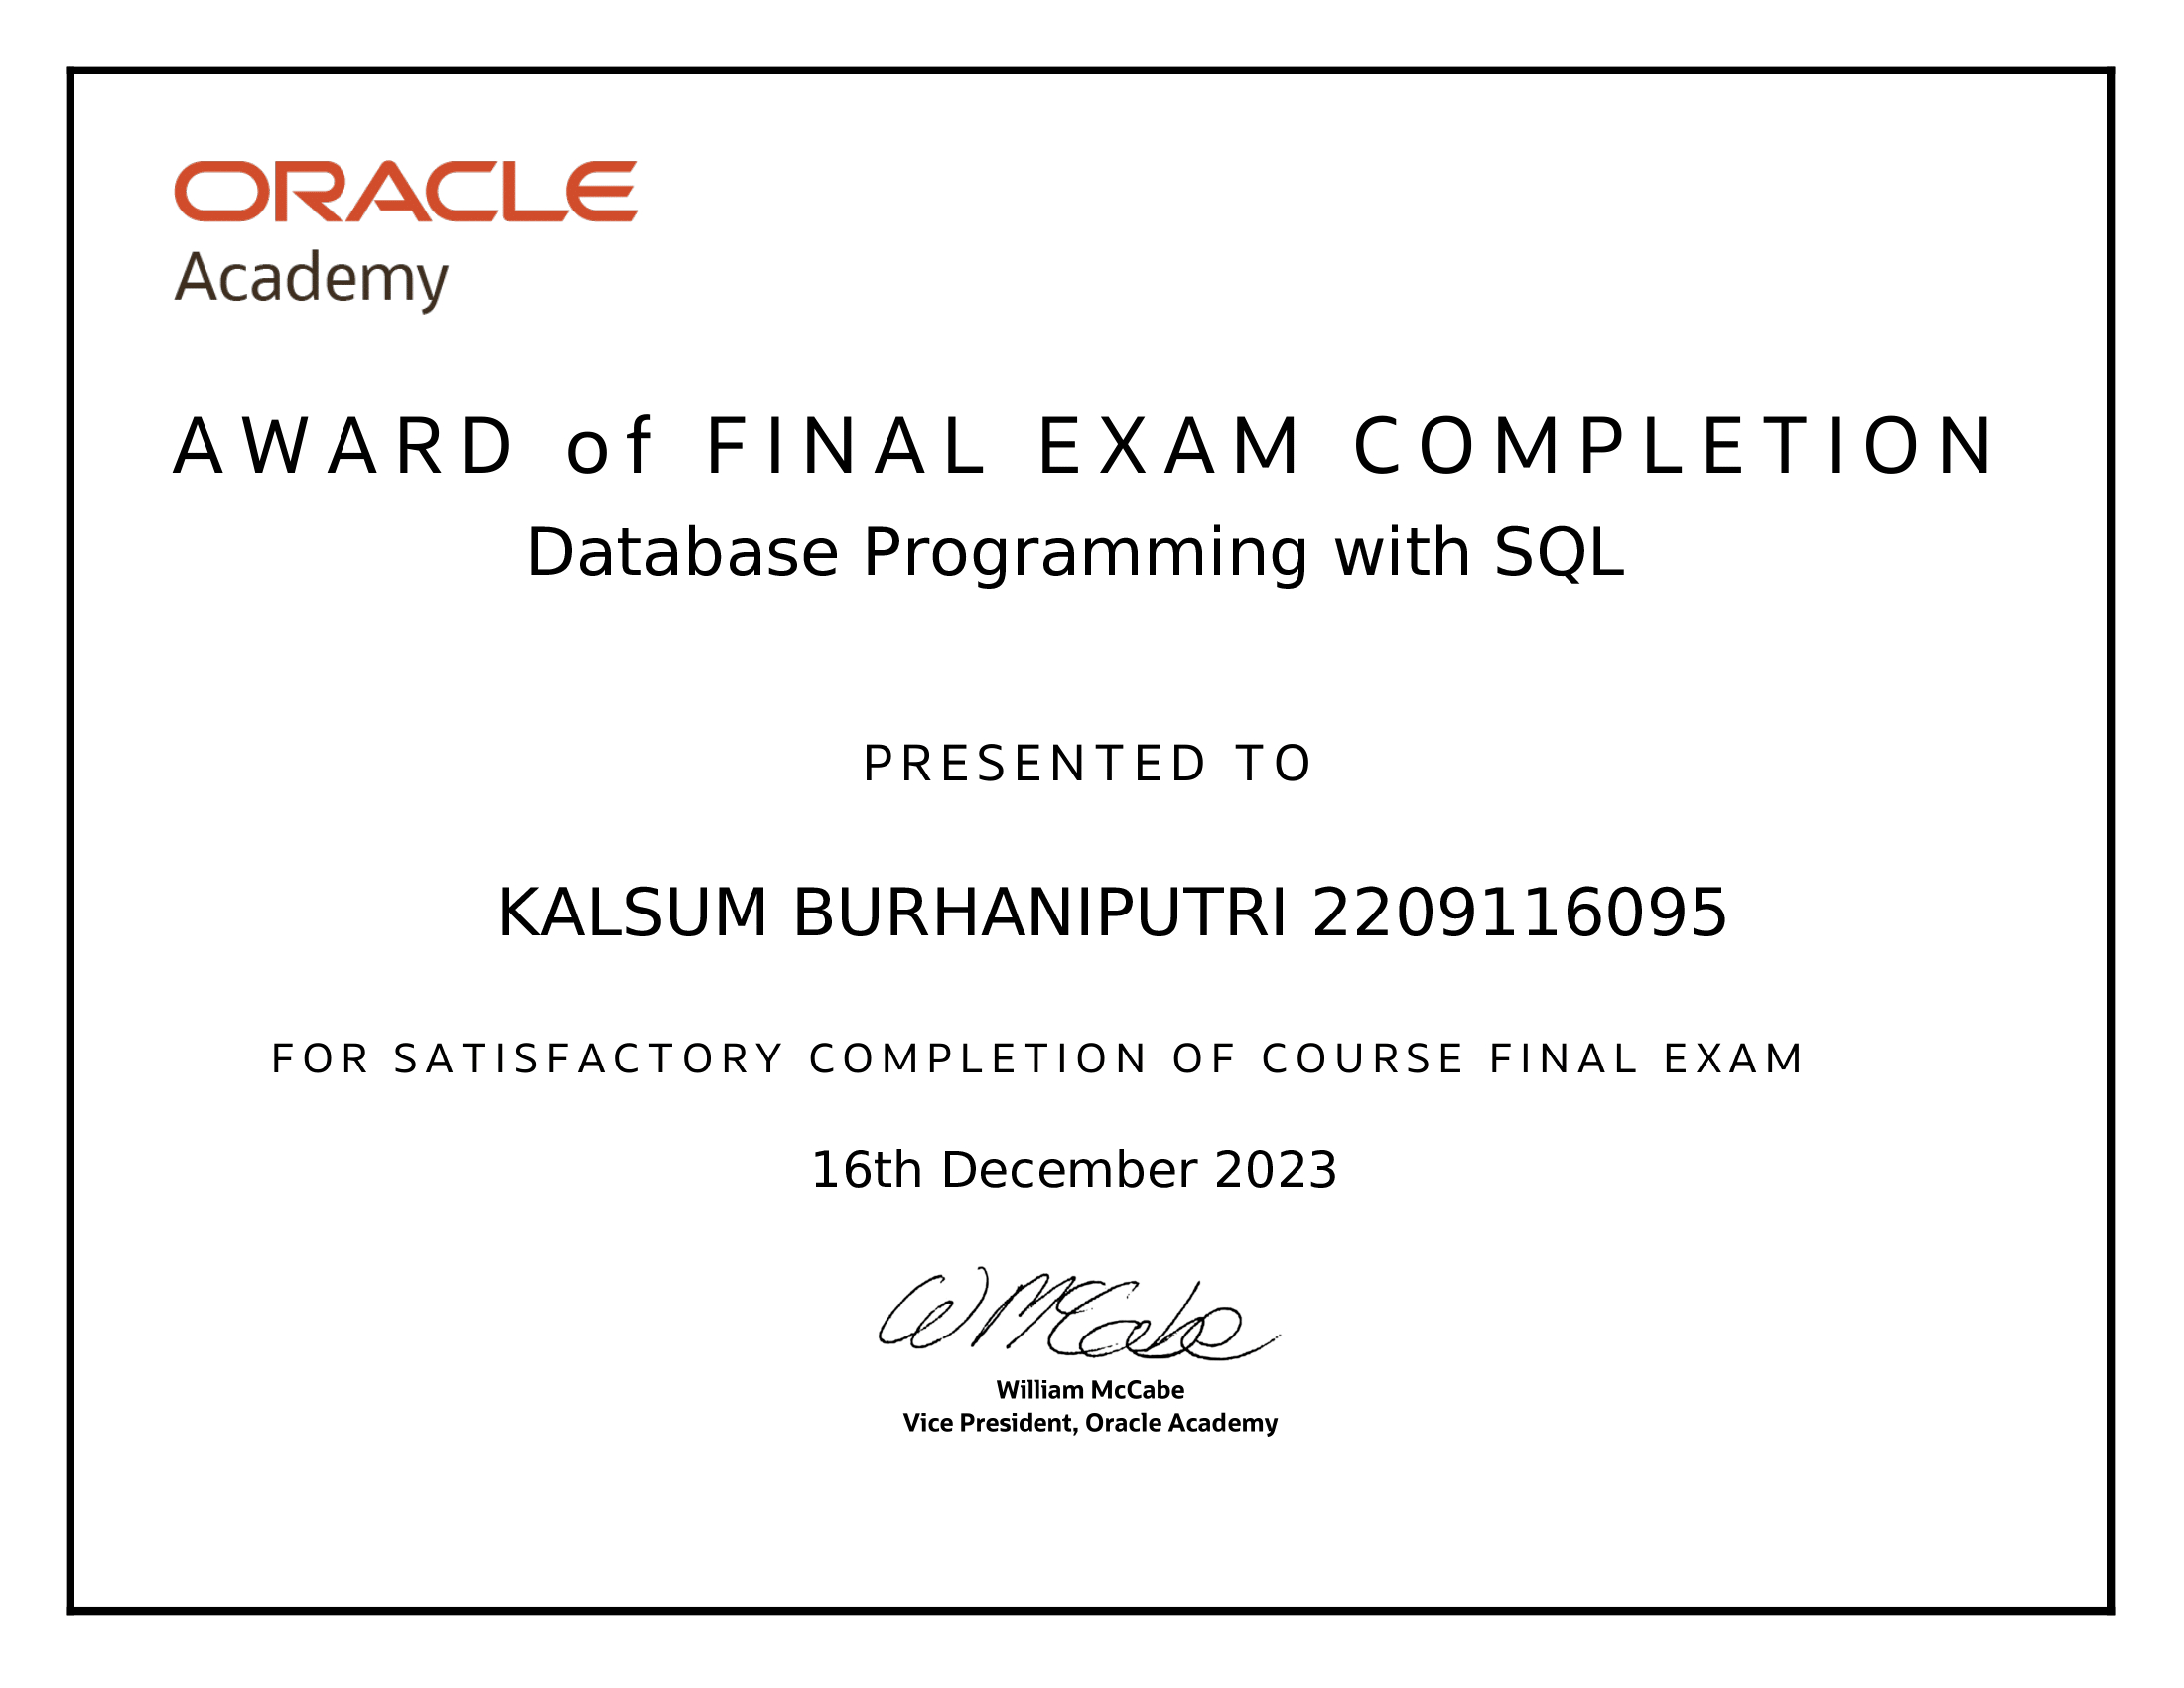 ORACLE
Academy
AWARD of FINAL EXAM COMPLETION
Database Programming with SQL
PRESENTED TO
KALSUM BURHANIPUTRI 2209116095
FOR SATISFACTORY COMPLETION OF COURSE FINAL EXAM
16th December 2023
W McCabe
William McCabe
Vice President, Oracle Academy